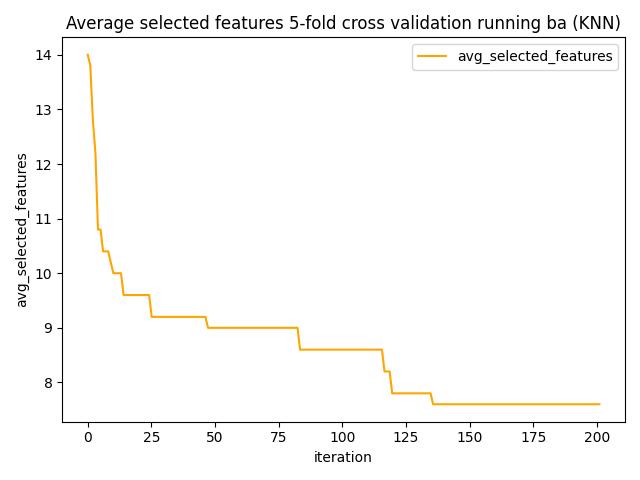 Average selected features 5-fold cross validation running ba (KNN)
avg_selected_features
14
13
12
11
10
9
8
avg_selected_features
0 25 50 75 100 125 150 175 200
iteration